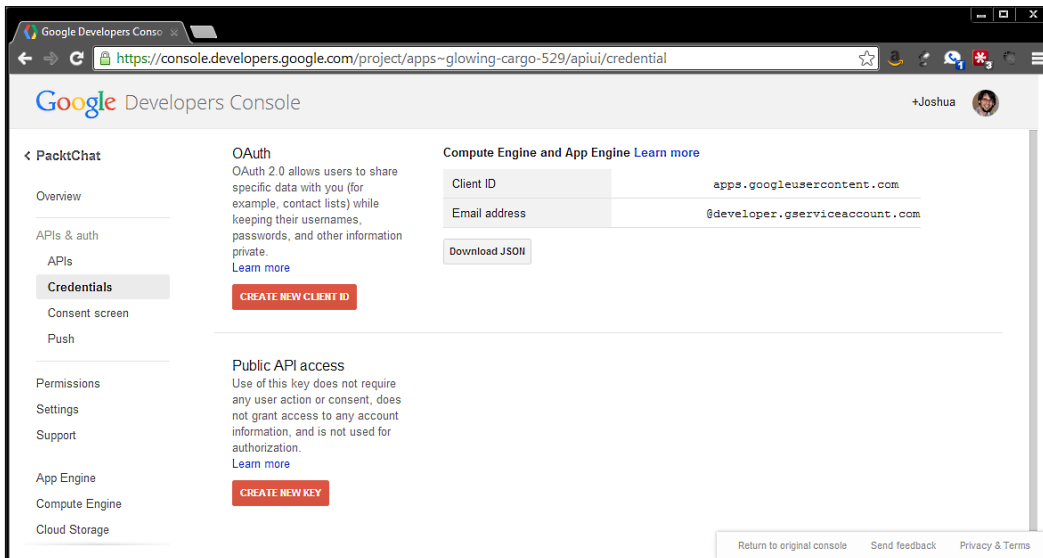 Google Developers Conso
https://console.developers.google.com/project/apps~glowing-cargo-529/apiui/credential
1
3
Google Developers Console
+Joshua
PacktChat
Overview
APIs & auth
APIs
Credentials
Consent screen
Push
Permissions
Settings
Support
App Engine
Compute Engine
Cloud Storage
OAuth
OAuth 2.0 allows users to share
specific data with you (for
example, contact lists) while
keeping their usernames,
passwords, and other information
private.
Learn more
CREATE NEW CLIENT ID
Compute Engine and App Engine Learn more
Client ID apps.googleusercontent.com
Email address @developer.gserviceaccount.com
Download JSON
Public API access
Use of this key does not require
any user action or consent, does
not grant access to any account
information, and is not used for
authorization.
Learn more
CREATE NEW KEY
Return to original console Send feedback Privacy & Terms